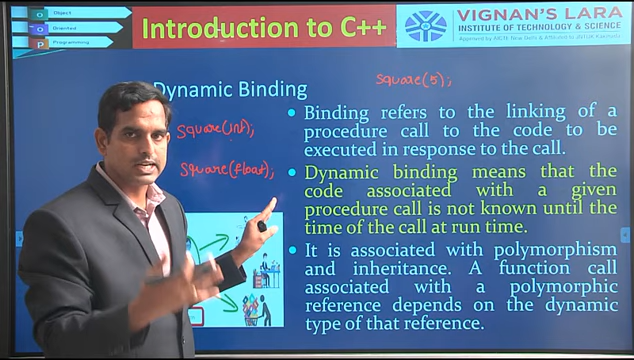 Object
Oriented
Programming
Introduction to C++
VIGNAN'S LARA
INSTITUTE OF TECHNOLOGY & SCIENCE
Dynamic Binding
square(5);
square(int);
square(float);
• Binding refers to the linking of a
procedure call to the code to be
executed in response to the call.
• Dynamic binding means that the
code associated with a given
procedure call is not known until the
time of the call at run time.
• It is associated with polymorphism
and inheritance. A function call
associated with a polymorphic
reference depends on the dynamic
type of that reference.